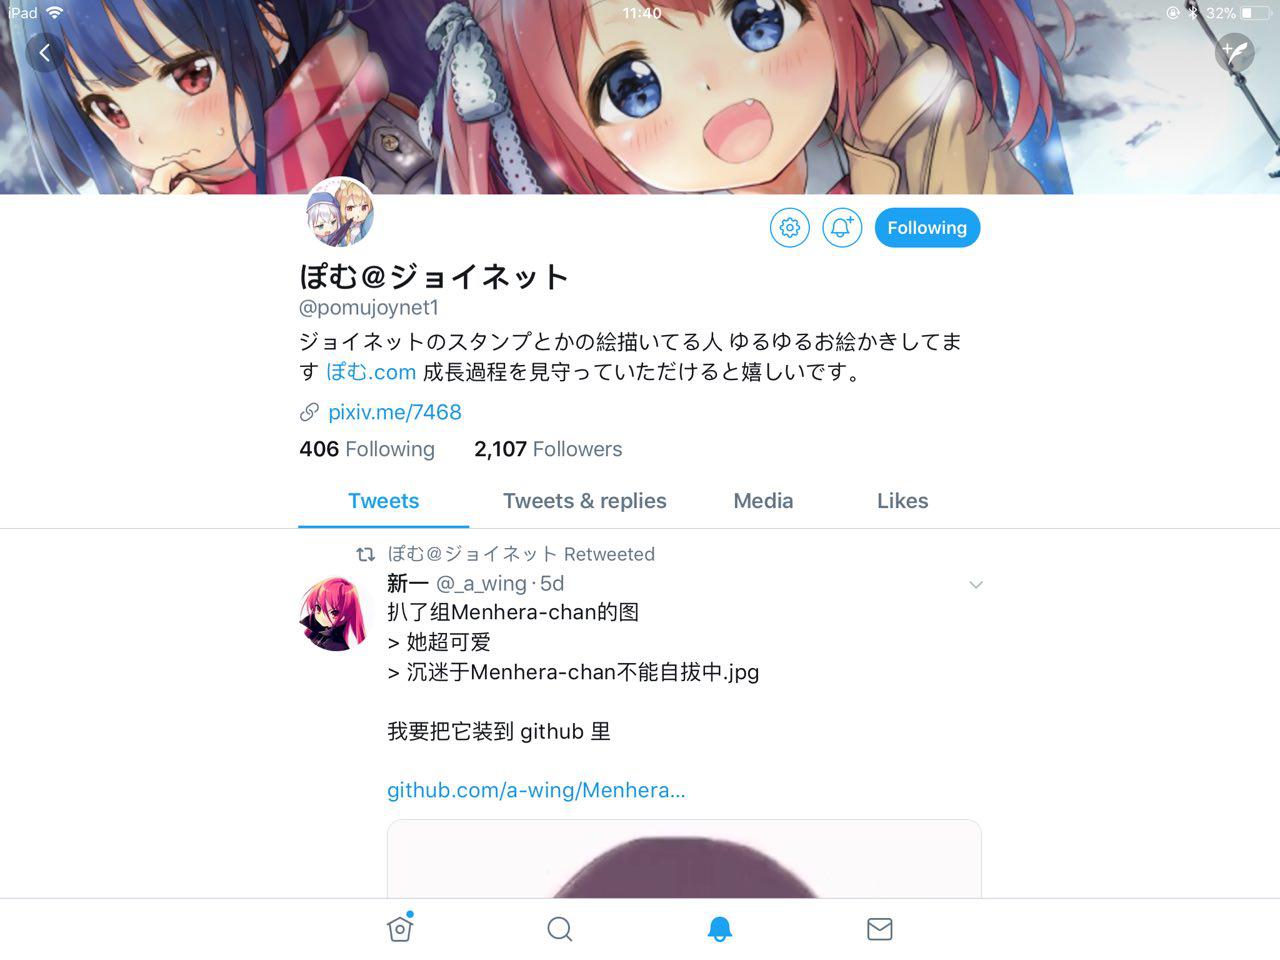 iPad
11:40
32%
Following
ぽむ@ジョイネット
@pomujoynet1
ジョイネットのスタンプとかの絵描いてる人 ゆるゆるお絵かきしてま
す ぽむ.com 成長過程を見守っていただけると嬉しいです。
pixiv.me/7468
406 Following 2,107 Followers
Tweets Tweets & replies Media Likes
ぽむ@ジョイネット Retweeted
新一 @_a_wing · 5d
扒了组Menhera-chan的图
> 她超可爱
> 沉迷于Menhera-chan不能自拔中.jpg
我要把它装到 github 里
github.com/a-wing/Menhera...